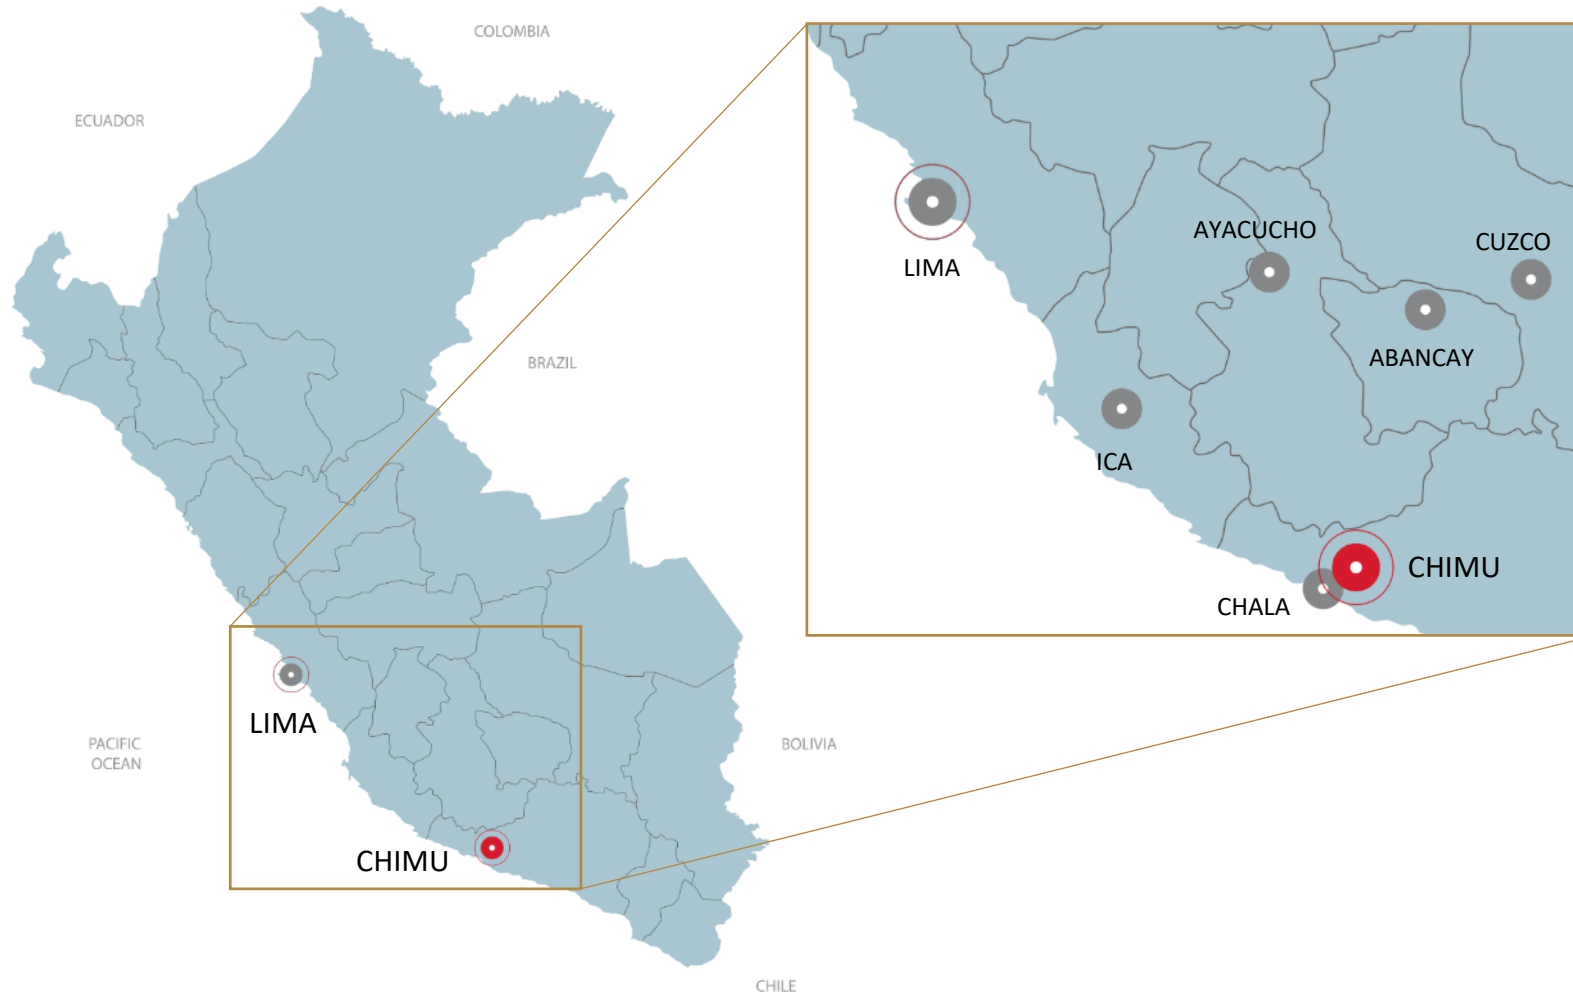 COLOMBIA
ECUADOR
BRAZIL
LIMA
PACIFIC
OCEAN
BOLIVIA
CHIMU
CHILE
AYACUCHO
CUZCO
LIMA
ABANCAY
ICA
CHIMU
CHALA